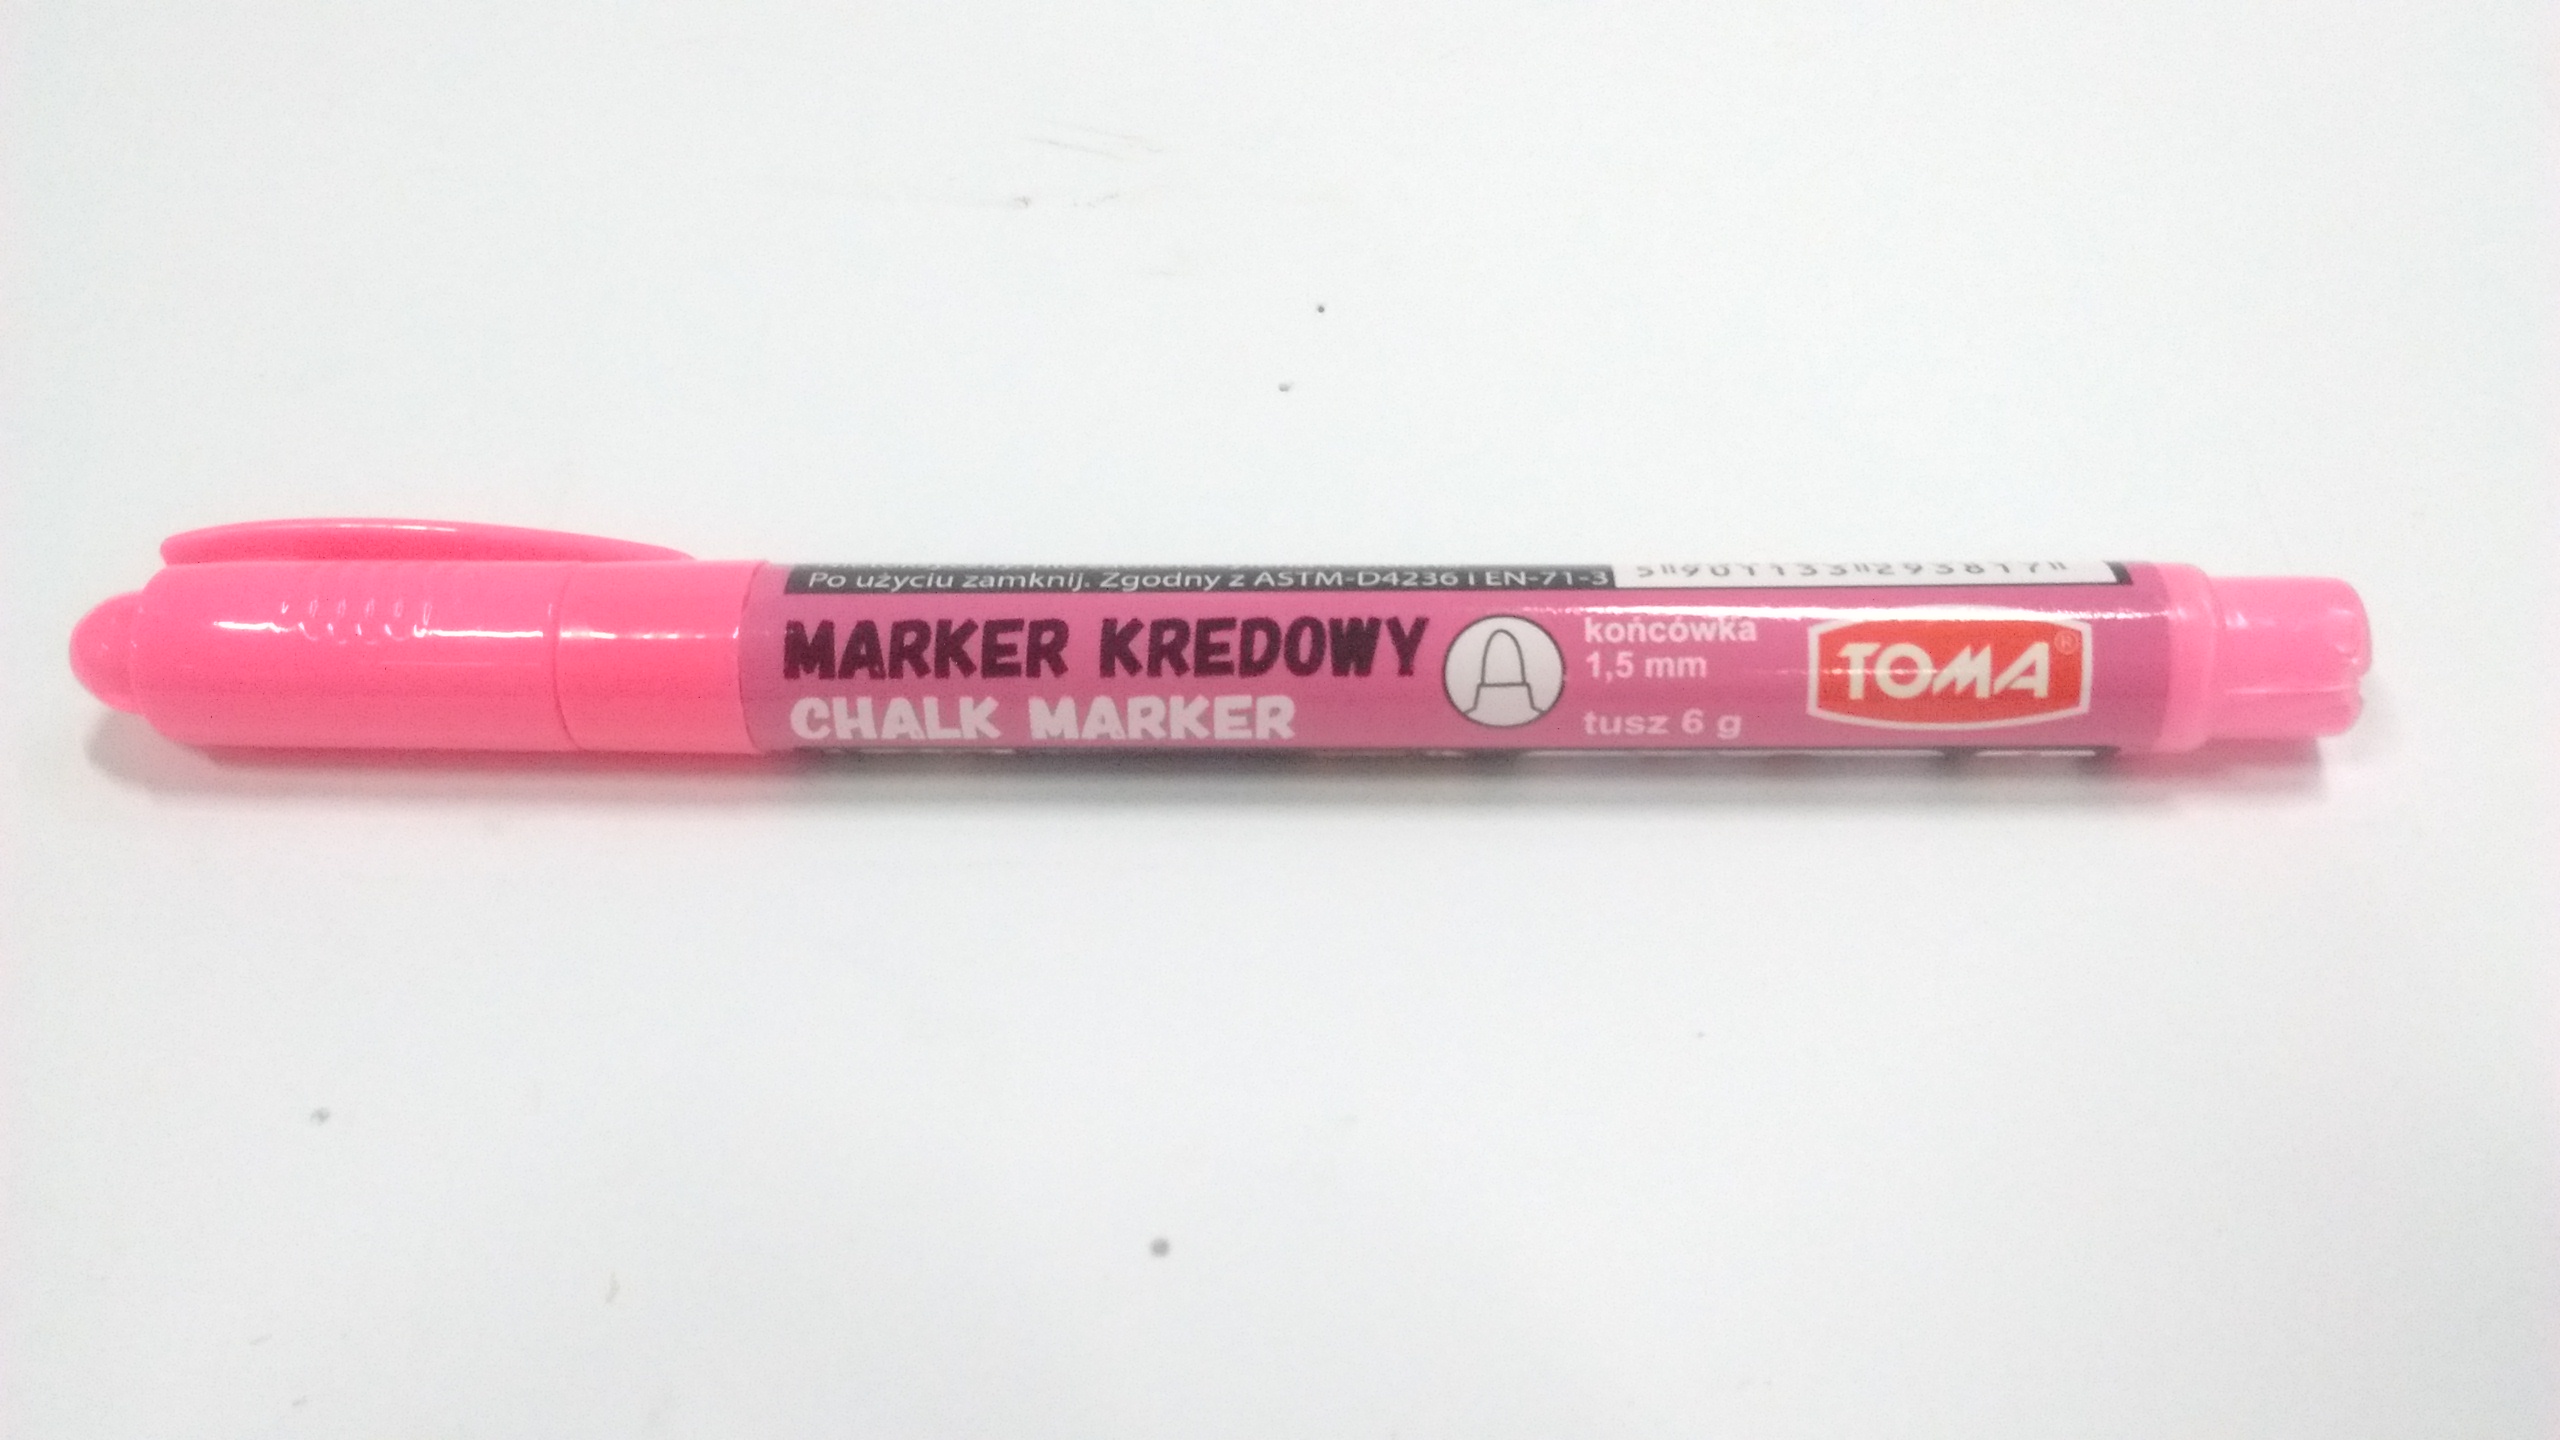 Po użyciu zamknij. Zgodny z ASTM-D4236 i EN-71-3
MARKER KREDOWY
CHALK MARKER
końcówka
1,5 mm
tusz 6 g
TOMA®